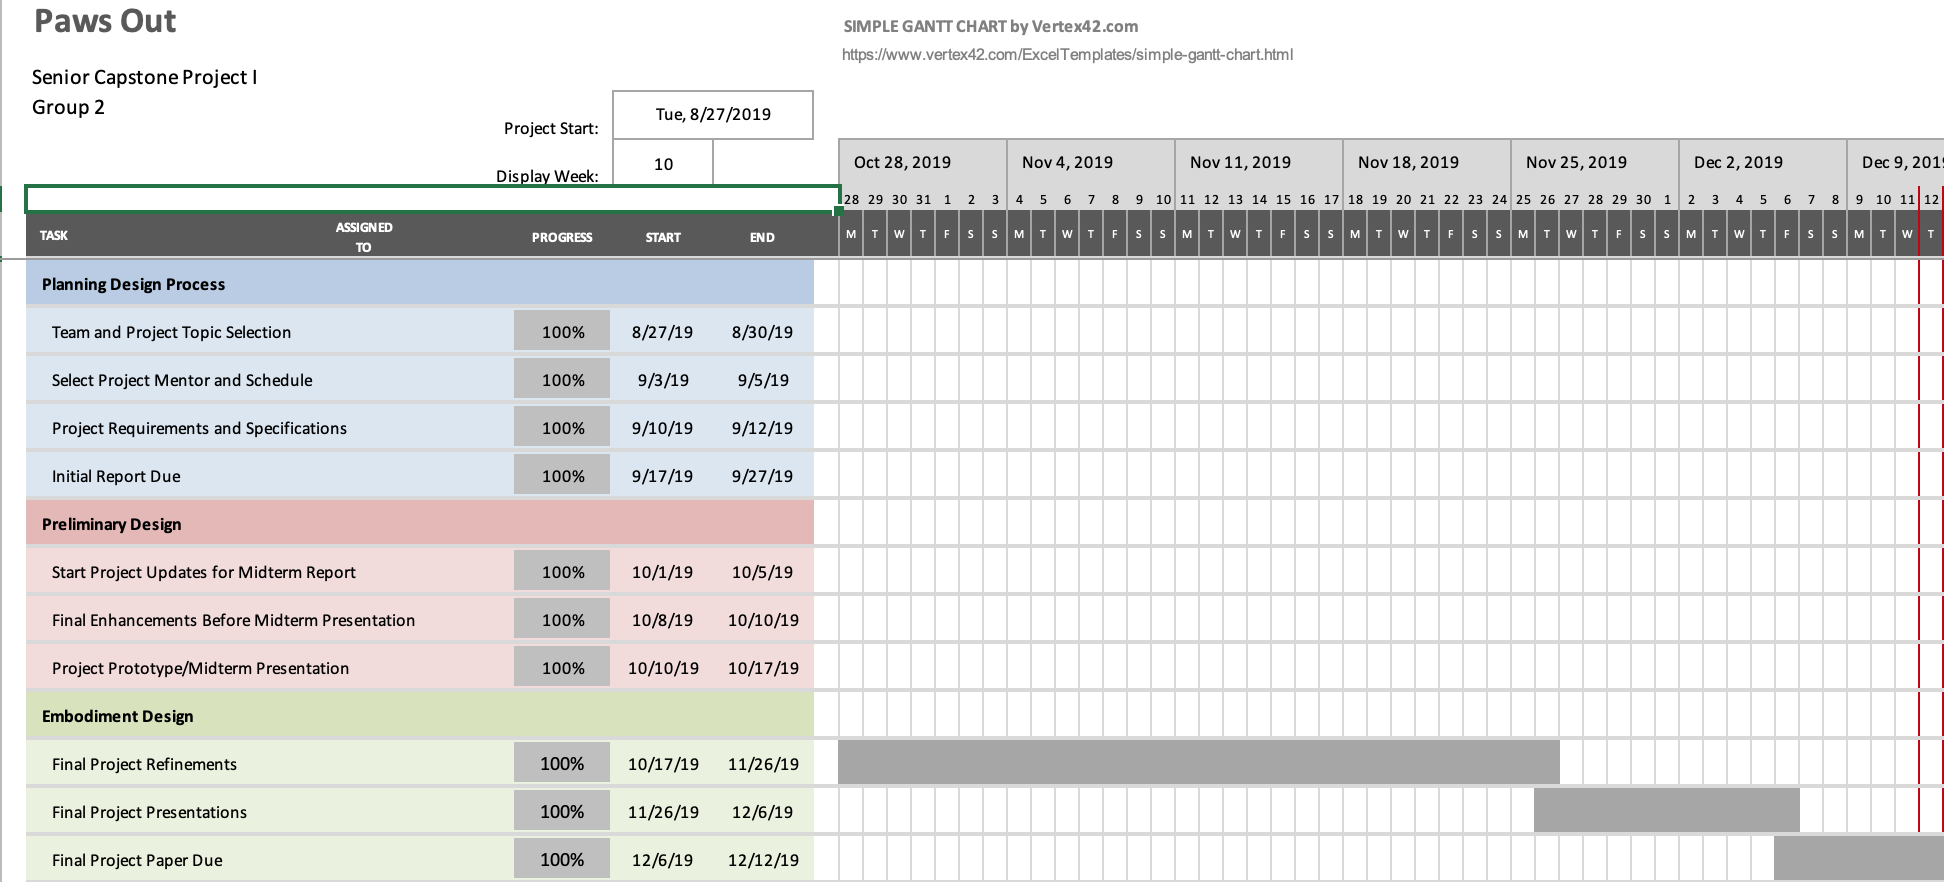 Paws Out
SIMPLE GANTT CHART by Vertex42.com
https://www.vertex42.com/ExcelTemplates/simple-gantt-chart.html
Senior Capstone Project I
Group 2
Project Start: Tue, 8/27/2019
Display Week: 10
Oct 28, 2019 Nov 4, 2019 Nov 11, 2019 Nov 18, 2019 Nov 25, 2019 Dec 2, 2019 Dec 9, 2019
28 29 30 31 1 2 3 4 5 6 7 8 9 10 11 12 13 14 15 16 17 18 19 20 21 22 23 24 25 26 27 28 29 30 1 2 3 4 5 6 7 8 9 10 11 12
TASK ASSIGNED TO PROGRESS START END M T W T F S S M T W T F S S M T W T F S S M T W T F S S M T W T F S S M T W T F S S M T W T
Planning Design Process
Team and Project Topic Selection 100% 8/27/19 8/30/19
Select Project Mentor and Schedule 100% 9/3/19 9/5/19
Project Requirements and Specifications 100% 9/10/19 9/12/19
Initial Report Due 100% 9/17/19 9/27/19
Preliminary Design
Start Project Updates for Midterm Report 100% 10/1/19 10/5/19
Final Enhancements Before Midterm Presentation 100% 10/8/19 10/10/19
Project Prototype/Midterm Presentation 100% 10/10/19 10/17/19
Embodiment Design
Final Project Refinements 100% 10/17/19 11/26/19
Final Project Presentations 100% 11/26/19 12/6/19
Final Project Paper Due 100% 12/6/19 12/12/19